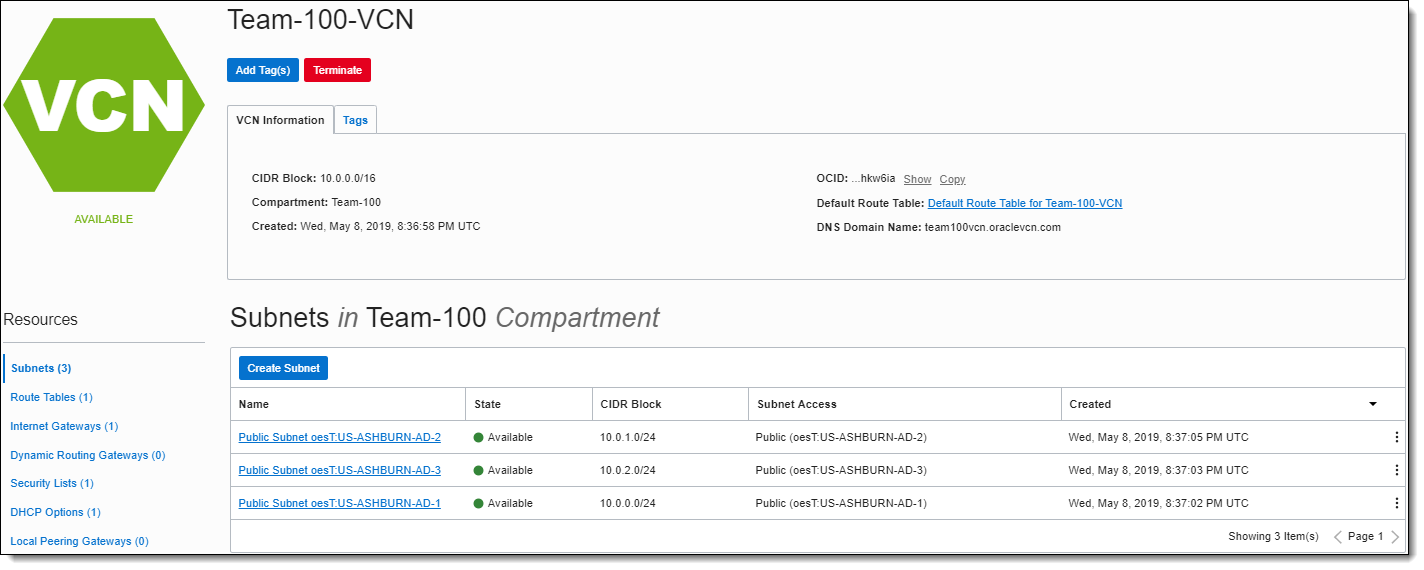 Team-100-VCN
VCN
Add Tag(s) Terminate
VCN Information Tags
AVAILABLE
CIDR Block: 10.0.0.0/16
Compartment: Team-100
Created: Wed, May 8, 2019, 8:36:58 PM UTC
OCID: ...hkw6ia Show Copy
Default Route Table: Default Route Table for Team-100-VCN
DNS Domain Name: team100vcn.oraclevcn.com
Resources
Subnets (3)
Route Tables (1)
Internet Gateways (1)
Dynamic Routing Gateways (0)
Security Lists (1)
DHCP Options (1)
Local Peering Gateways (0)
Subnets in Team-100 Compartment
Create Subnet
Name State CIDR Block Subnet Access Created
Public Subnet oesT:US-ASHBURN-AD-2 Available 10.0.1.0/24 Public (oesT:US-ASHBURN-AD-2) Wed, May 8, 2019, 8:37:05 PM UTC
Public Subnet oesT:US-ASHBURN-AD-3 Available 10.0.2.0/24 Public (oesT:US-ASHBURN-AD-3) Wed, May 8, 2019, 8:37:03 PM UTC
Public Subnet oesT:US-ASHBURN-AD-1 Available 10.0.0.0/24 Public (oesT:US-ASHBURN-AD-1) Wed, May 8, 2019, 8:37:02 PM UTC
Showing 3 Item(s) Page 1